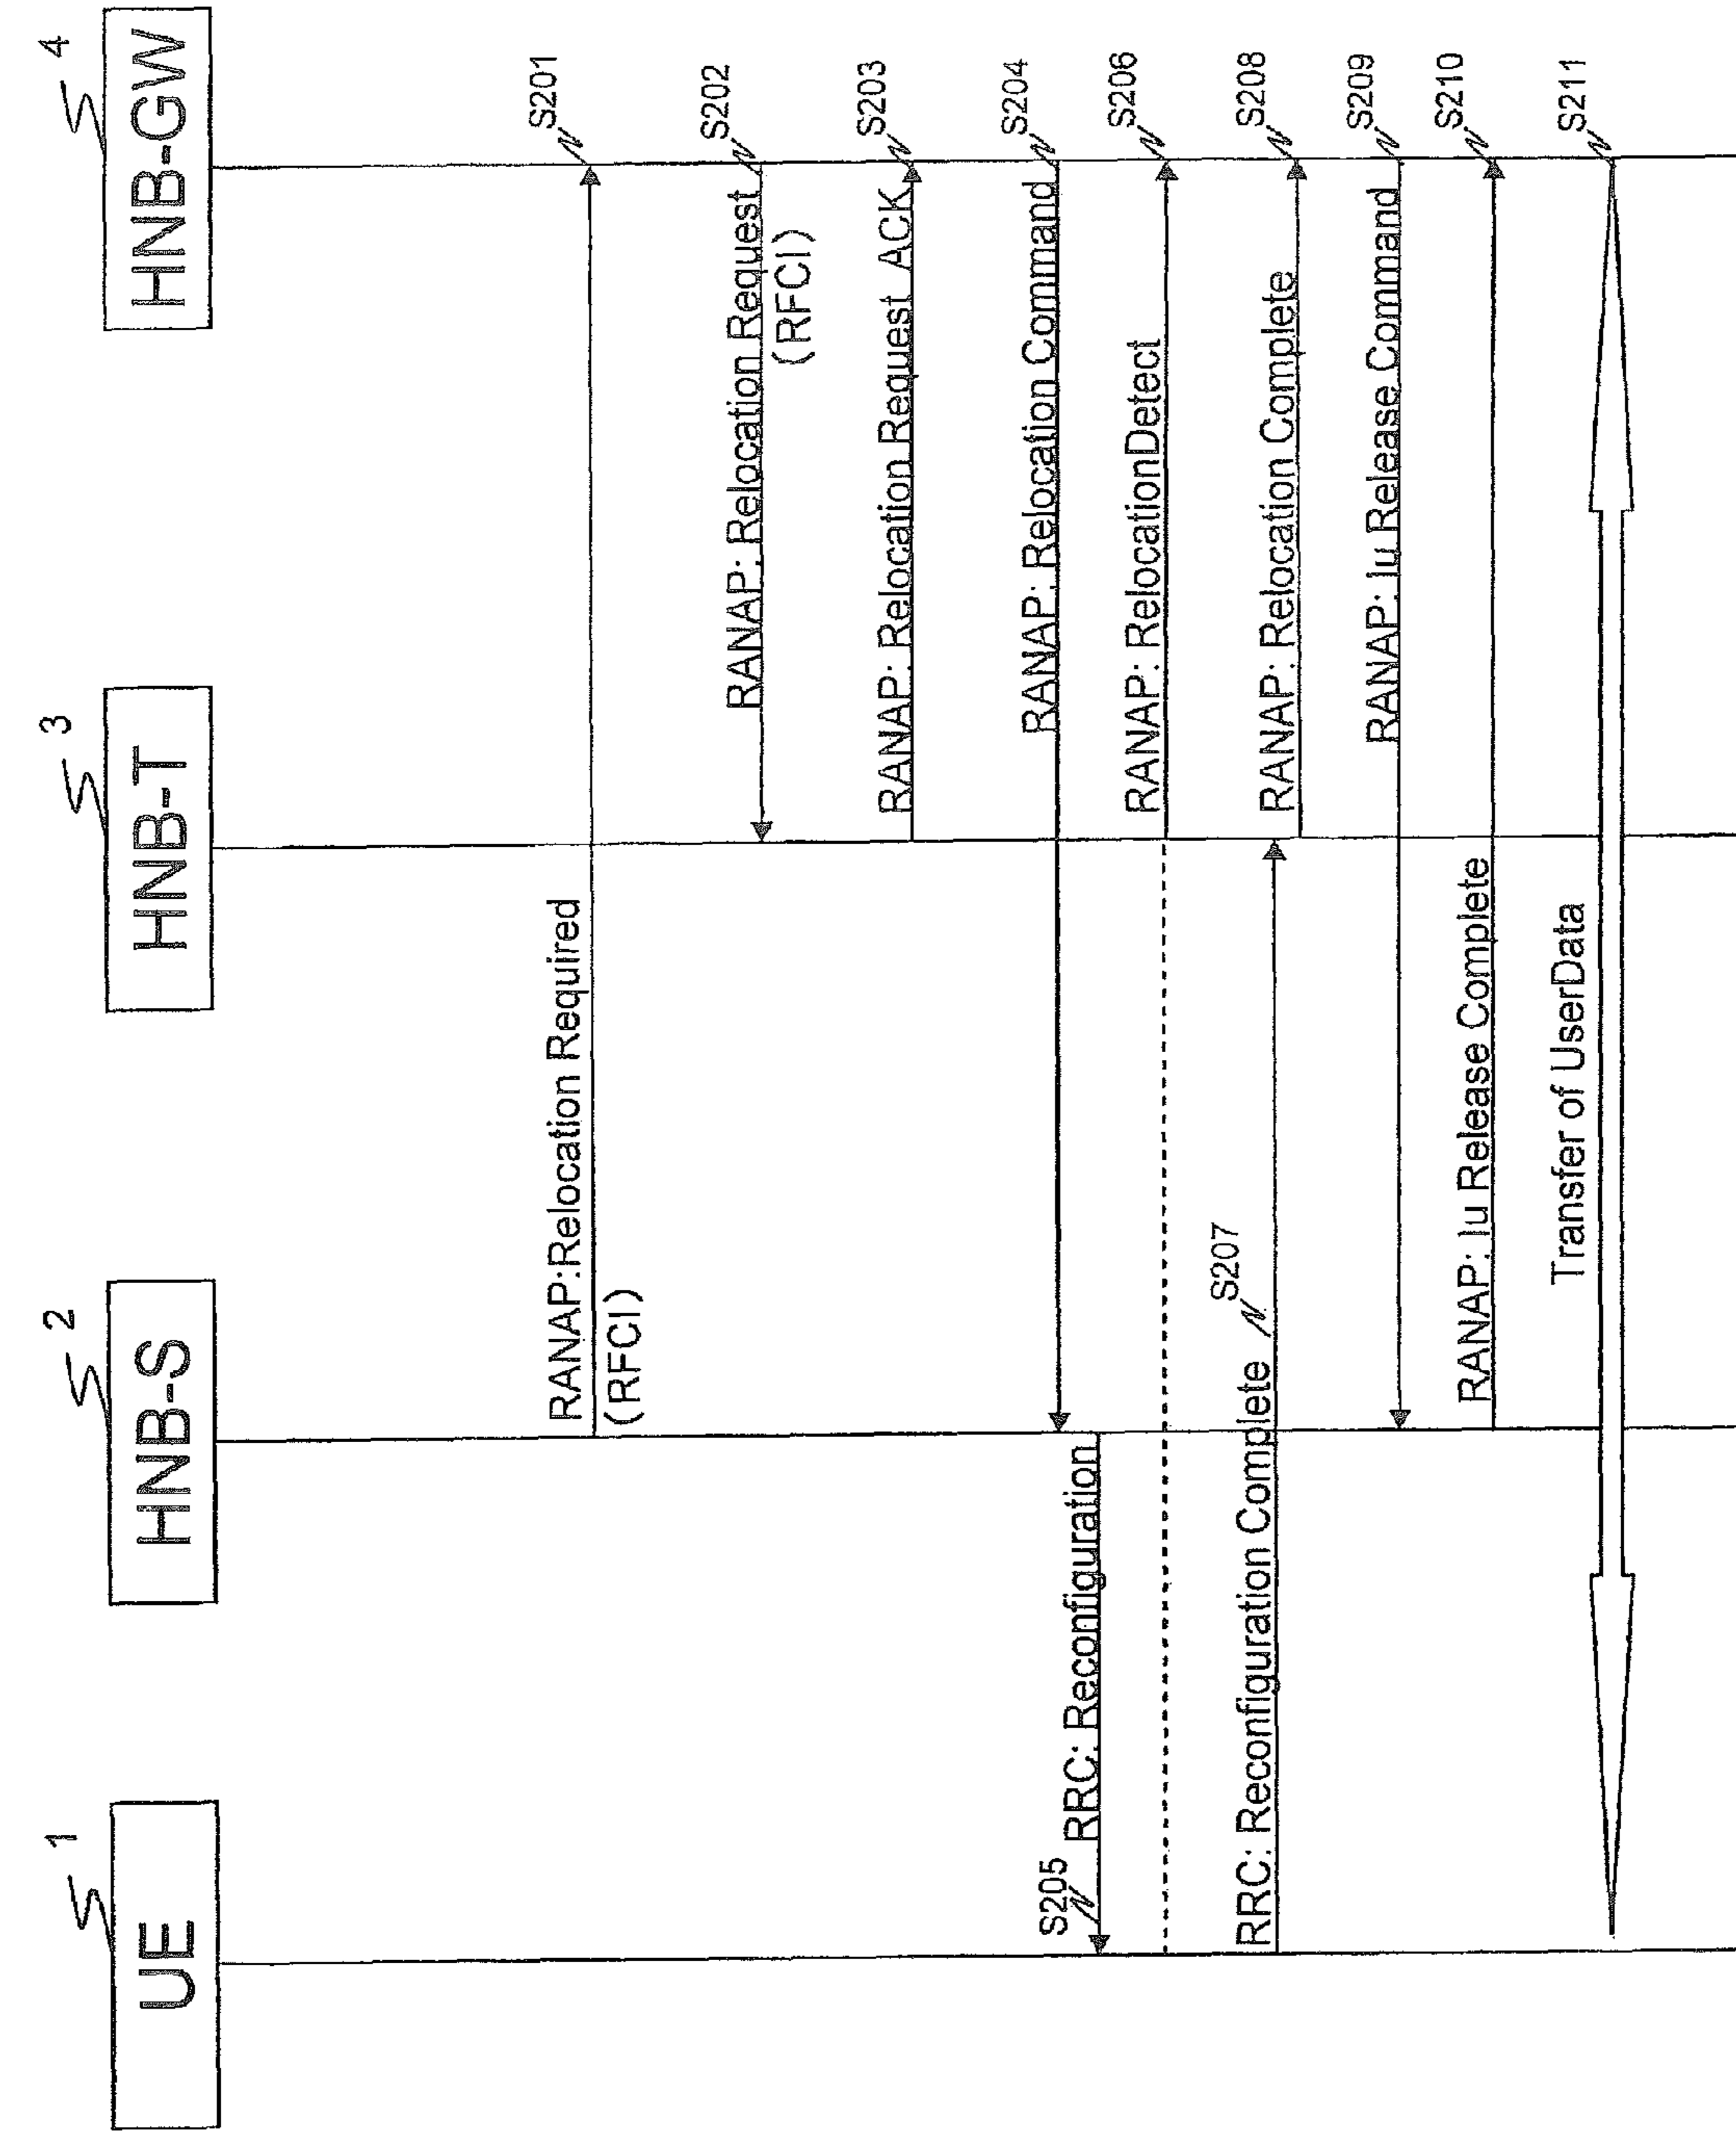 1
UE
2
HNB-S
3
HNB-T
4
HNB-GW
RANAP:Relocation Required
(RFCI)
S201
RANAP: Relocation Request
(RFCI)
S202
RANAP: Relocation Request ACK
S203
RANAP: Relocation Command
S204
S205
RRC: Reconfiguration
RANAP: RelocationDetect
S206
RRC: Reconfiguration Complete
S207
RANAP: Relocation Complete
S208
RANAP: Iu Release Command
S209
RANAP: Iu Release Complete
S210
Transfer of UserData
S211